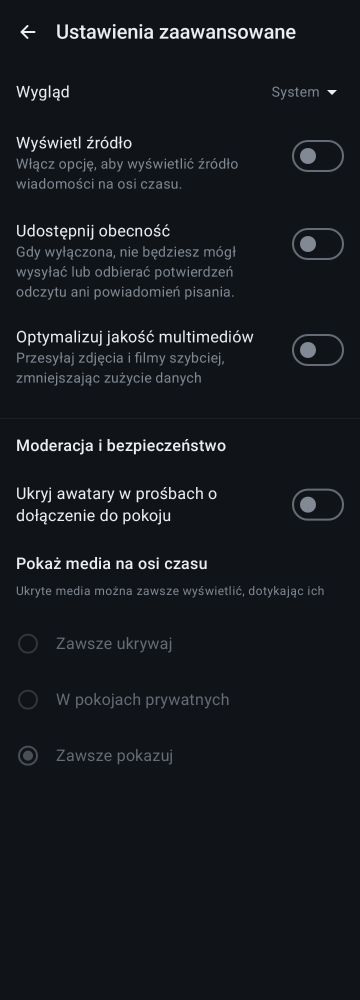 Ustawienia zaawansowane
Wygląd
System
Wyświetl źródło
Włącz opcję, aby wyświetlić źródło
wiadomości na osi czasu.
Udostępnij obecność
Gdy wyłączona, nie będziesz mógł
wysyłać lub odbierać potwierdzeń
odczytu ani powiadomień pisania.
Optymalizuj jakość multimediów
Przesyłaj zdjęcia i filmy szybciej,
zmniejszając zużycie danych
Moderacja i bezpieczeństwo
Ukryj awatary w prośbach o
dołączenie do pokoju
Pokaż media na osi czasu
Ukryte media można zawsze wyświetlić, dotykając ich
Zawsze ukrywaj
W pokojach prywatnych
Zawsze pokazuj